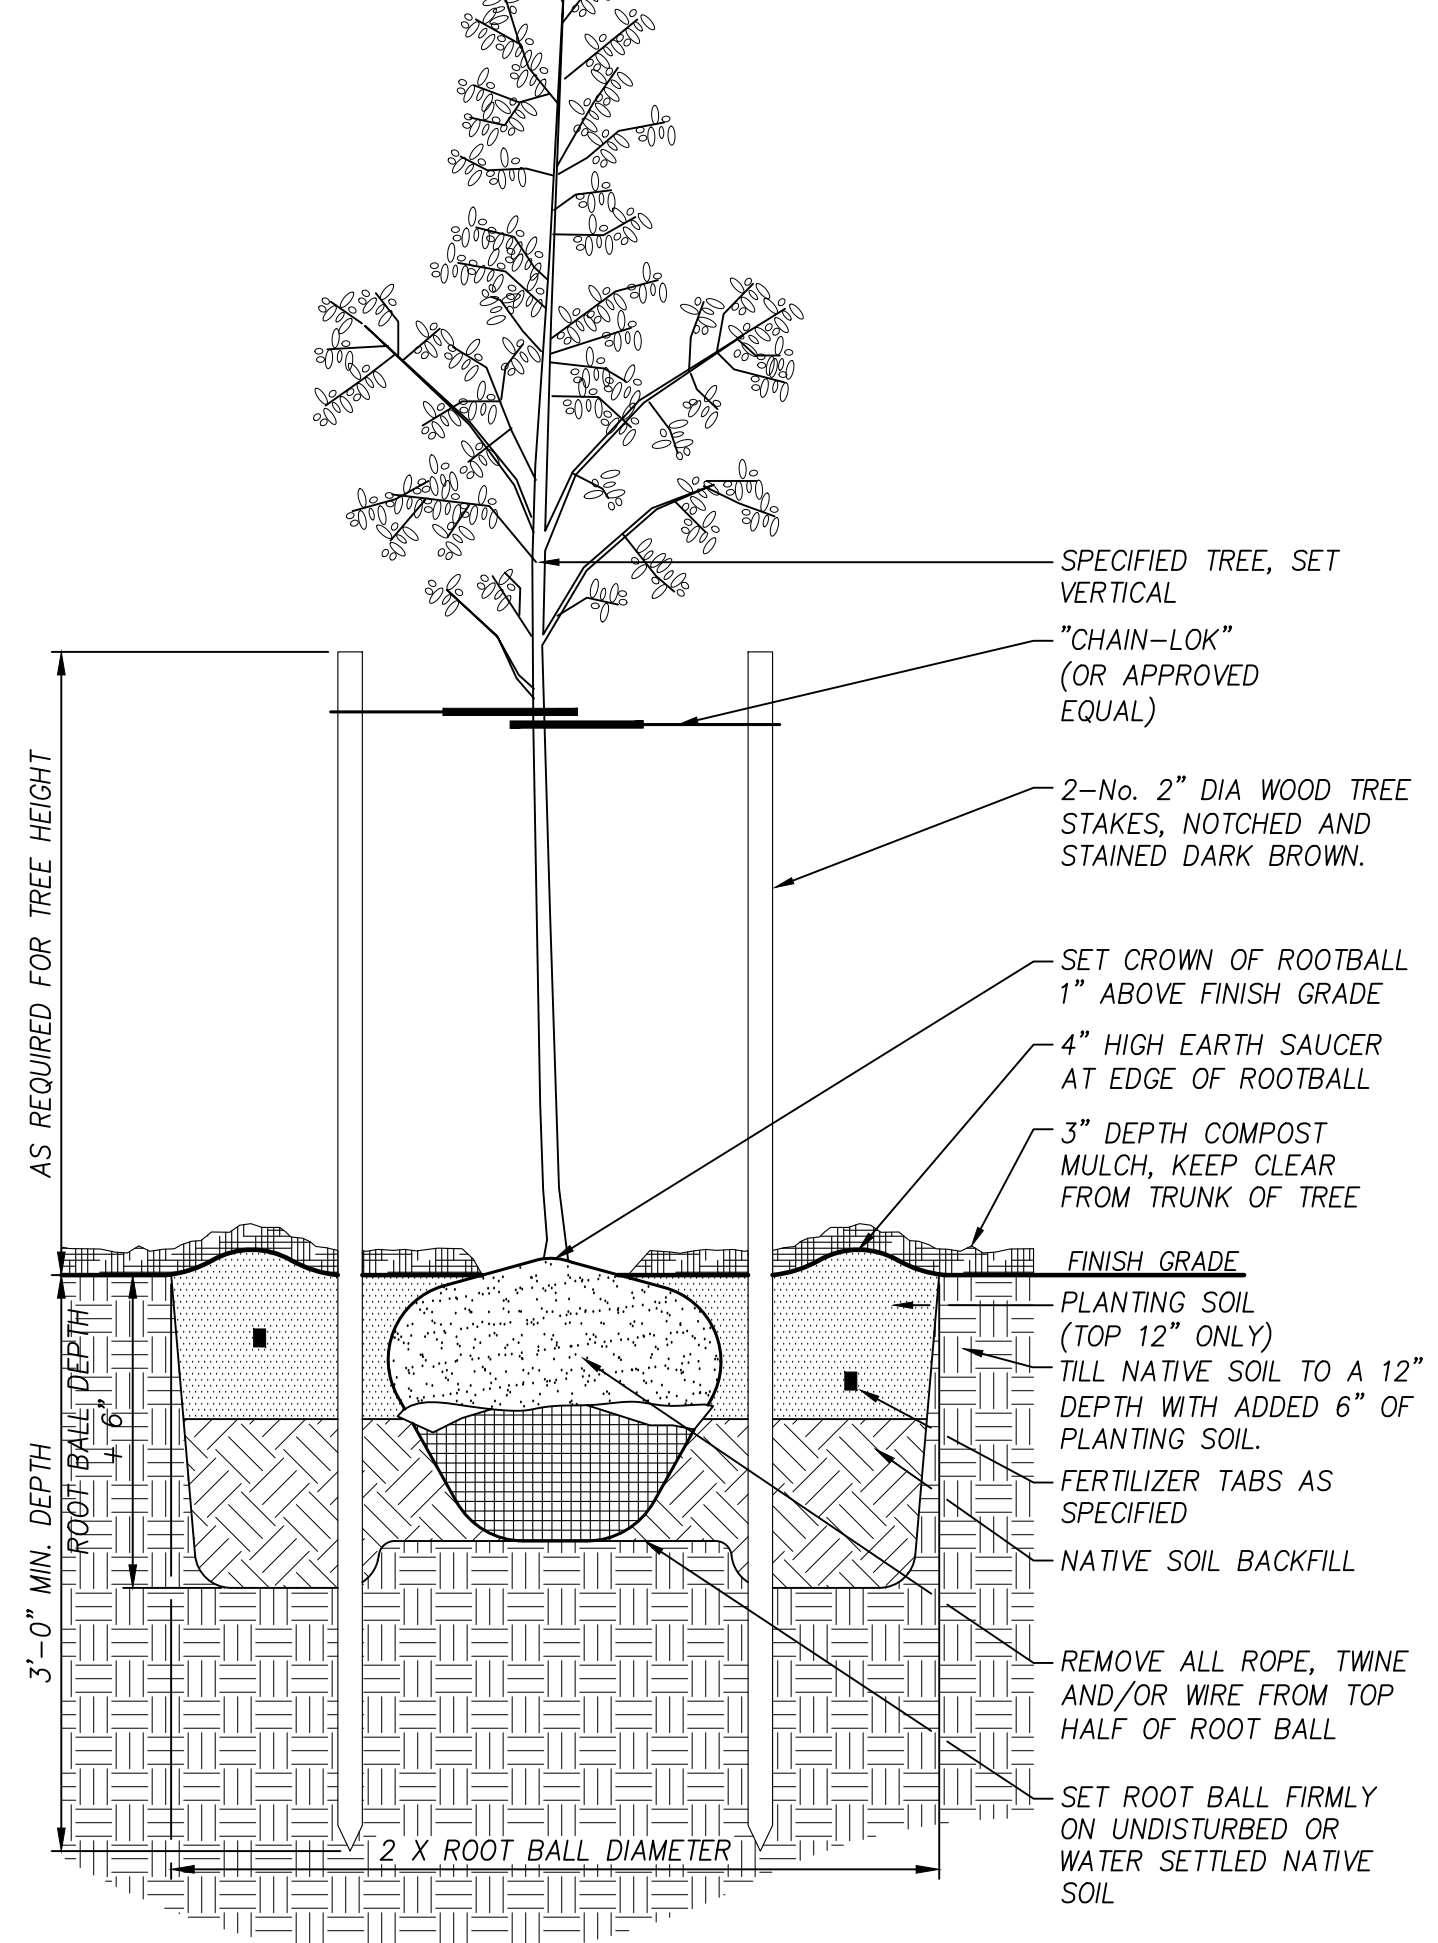 SPECIFIED TREE, SET
VERTICAL
"CHAIN-LOK"
(OR APPROVED
EQUAL)
2-No. 2" DIA WOOD TREE
STAKES, NOTCHED AND
STAINED DARK BROWN.
SET CROWN OF ROOTBALL
1" ABOVE FINISH GRADE
4" HIGH EARTH SAUCER
AT EDGE OF ROOTBALL
3" DEPTH COMPOST
MULCH, KEEP CLEAR
FROM TRUNK OF TREE
FINISH GRADE
PLANTING SOIL
(TOP 12" ONLY)
TILL NATIVE SOIL TO A 12"
DEPTH WITH ADDED 6" OF
PLANTING SOIL.
FERTILIZER TABS AS
SPECIFIED
NATIVE SOIL BACKFILL
REMOVE ALL ROPE, TWINE
AND/OR WIRE FROM TOP
HALF OF ROOT BALL
SET ROOT BALL FIRMLY
ON UNDISTURBED OR
WATER SETTLED NATIVE
SOIL
AS REQUIRED FOR TREE HEIGHT
3'-0" MIN. DEPTH
ROOT BALL DEPTH
+ 6"
2 X ROOT BALL DIAMETER